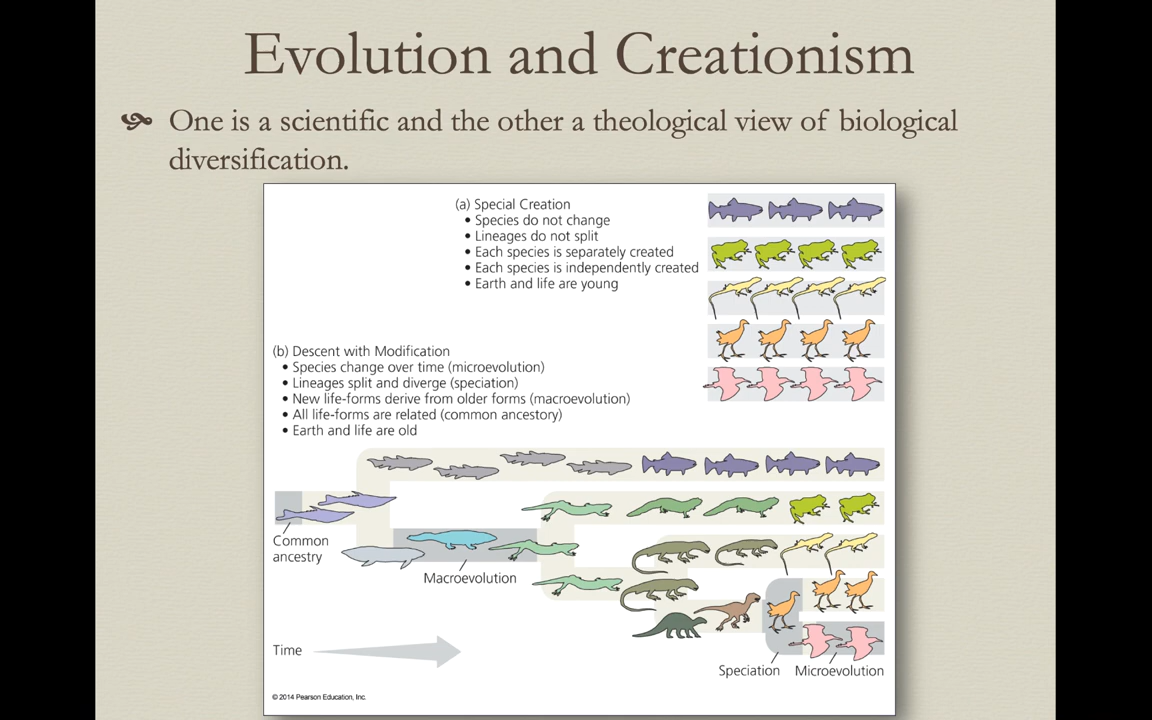 Evolution and Creationism
One is a scientific and the other a theological view of biological
diversification.
(a) Special Creation
• Species do not change
• Lineages do not split
• Each species is separately created
• Each species is independently created
• Earth and life are young
(b) Descent with Modification
• Species change over time (microevolution)
• Lineages split and diverge (speciation)
• New life-forms derive from older forms (macroevolution)
• All life-forms are related (common ancestory)
• Earth and life are old
Common
ancestry
Macroevolution
Time
Speciation
Microevolution
© 2014 Pearson Education, Inc.